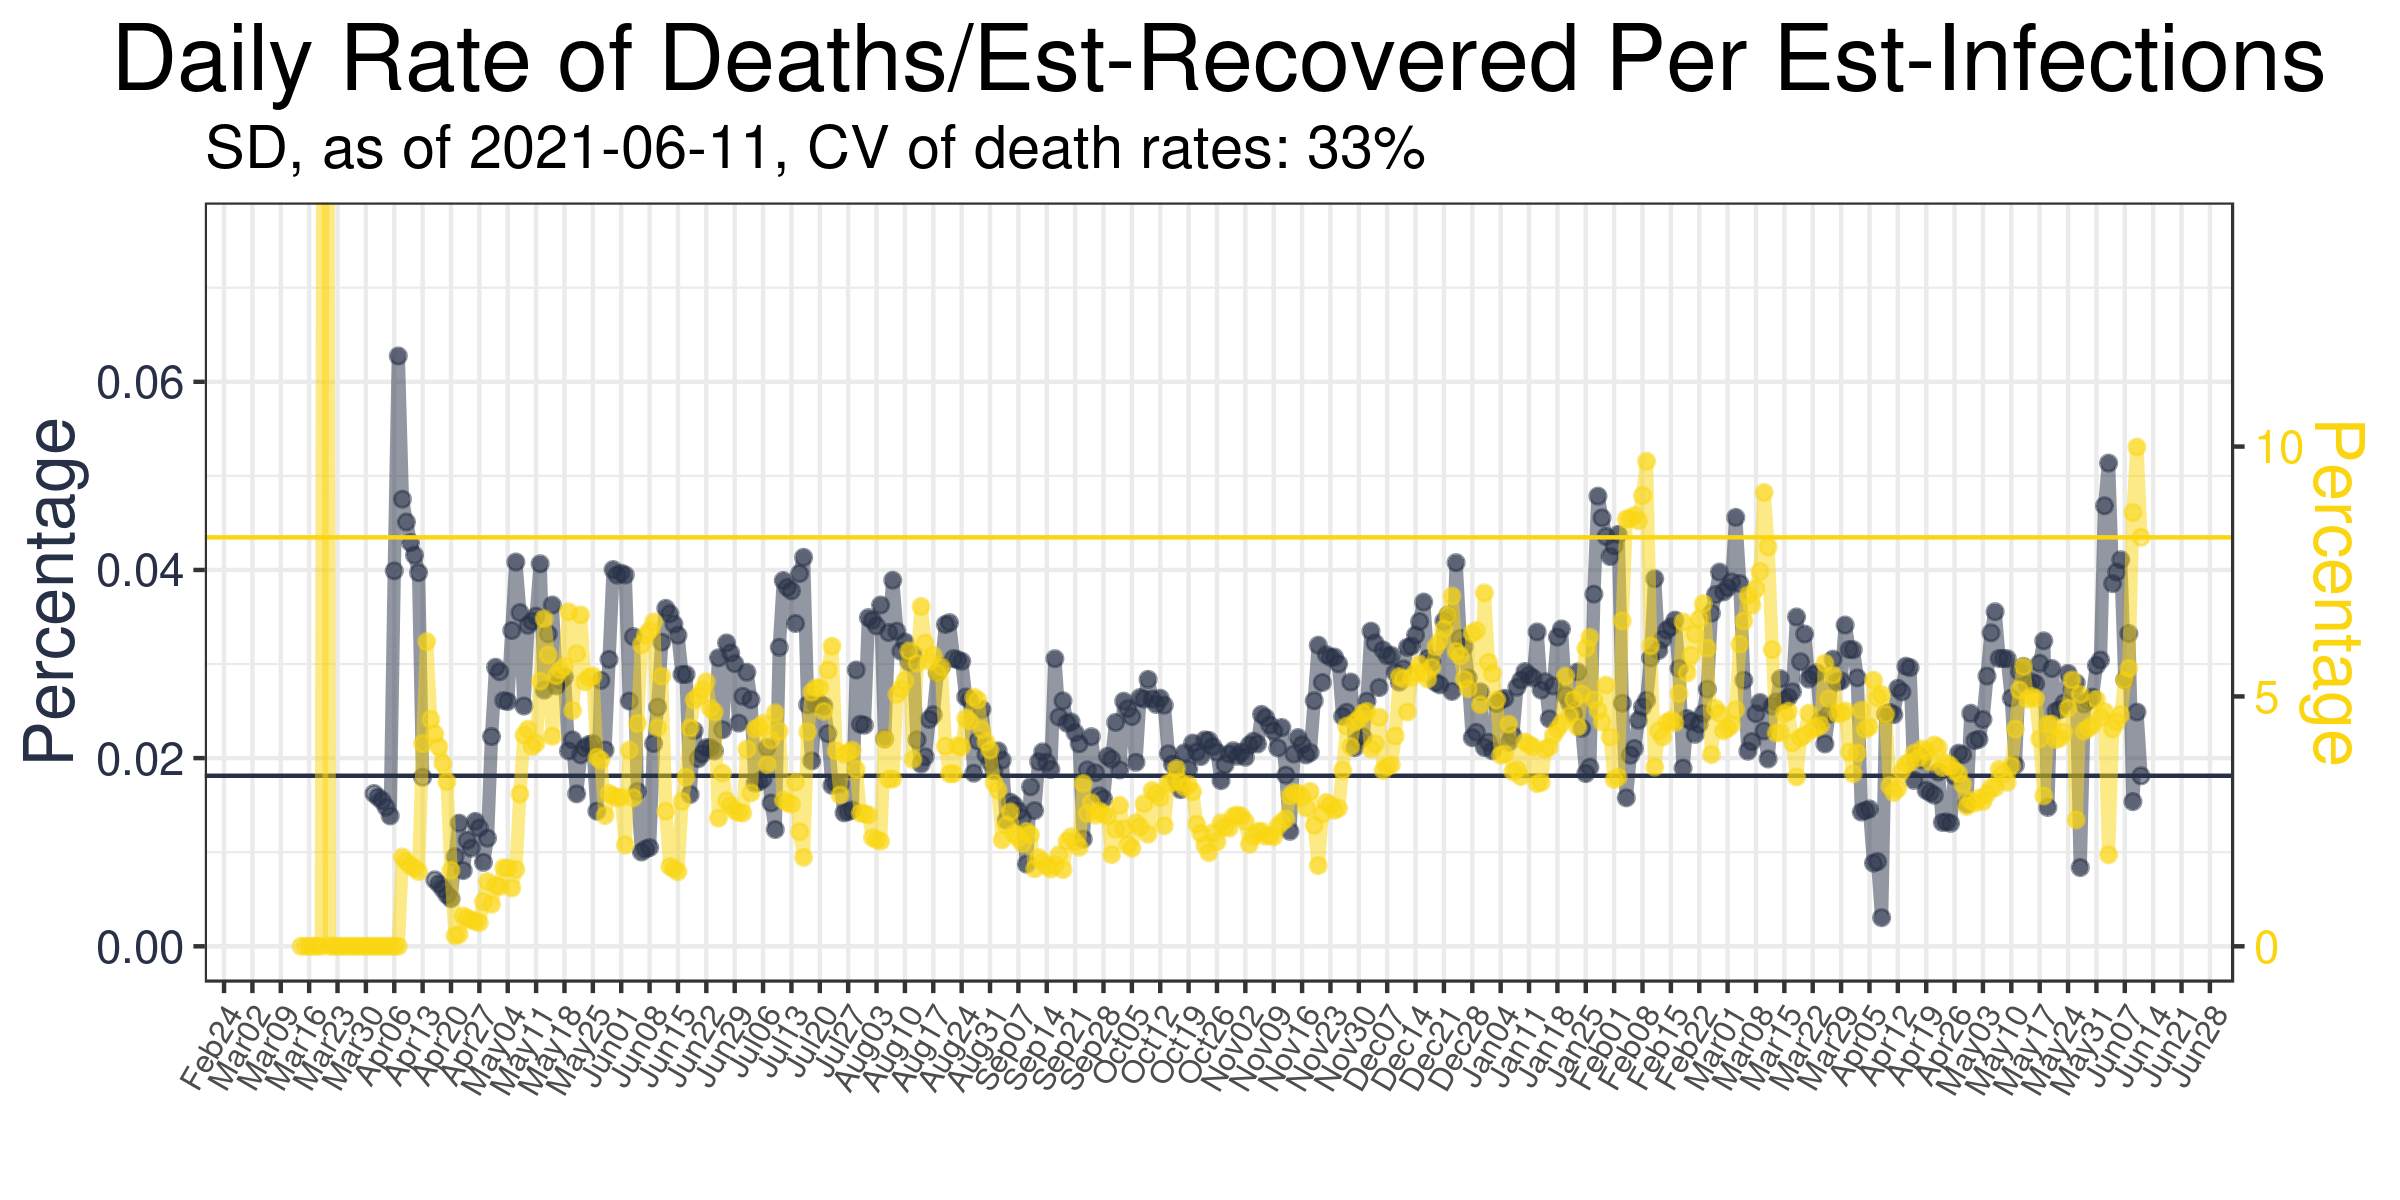 Daily Rate of Deaths/Est-Recovered Per Est-Infections
SD, as of 2021-06-11, CV of death rates: 33%
Percentage
0.06
0.04
0.02
0.00
10
5
0
Percentage
Feb24
Mar02
Mar09
Mar16
Mar23
Mar30
Apr06
Apr13
Apr20
Apr27
May04
May11
May18
May25
Jun01
Jun08
Jun15
Jun22
Jun29
Jul06
Jul13
Jul20
Jul27
Aug03
Aug10
Aug17
Aug24
Aug31
Sep07
Sep14
Sep21
Sep28
Oct05
Oct12
Oct19
Oct26
Nov02
Nov09
Nov16
Nov23
Nov30
Dec07
Dec14
Dec21
Dec28
Jan04
Jan11
Jan18
Jan25
Feb01
Feb08
Feb15
Feb22
Mar01
Mar08
Mar15
Mar22
Mar29
Apr05
Apr12
Apr19
Apr26
May03
May10
May17
May24
May31
Jun07
Jun14
Jun21
Jun28